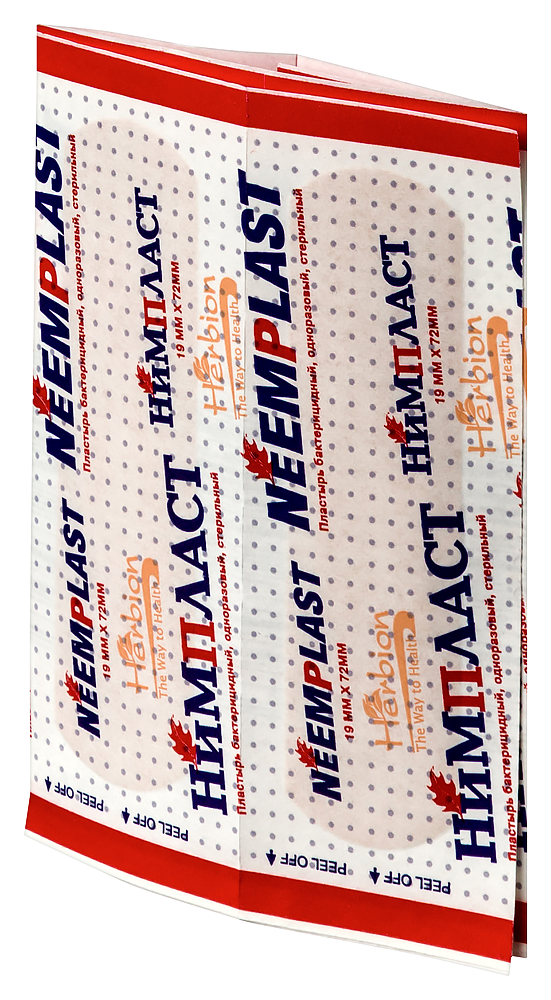 NEEMPLAST
Пластырь бактерицидный, одноразовый, стерильный
НИМПЛАСТ
19 ММ Х 72ММ
Herbion
The Way to Health
NEEMPLAST
19 ММ Х 72ММ
Herbion
The Way to Health
НИМПЛАСТ
Пластырь бактерицидный, одноразовый, стерильный
PEEL OFF
PEEL OFF
NEEMPLAST
Пластырь бактерицидный, одноразовый, стерильный
НИМПЛАСТ
19 ММ Х 72ММ
Herbion
The Way to Health
NEEMPLAST
19 ММ Х 72ММ
Herbion
The Way to Health
НИМПЛАСТ
Пластырь бактерицидный, одноразовый, стерильный
PEEL OFF
PEEL OFF